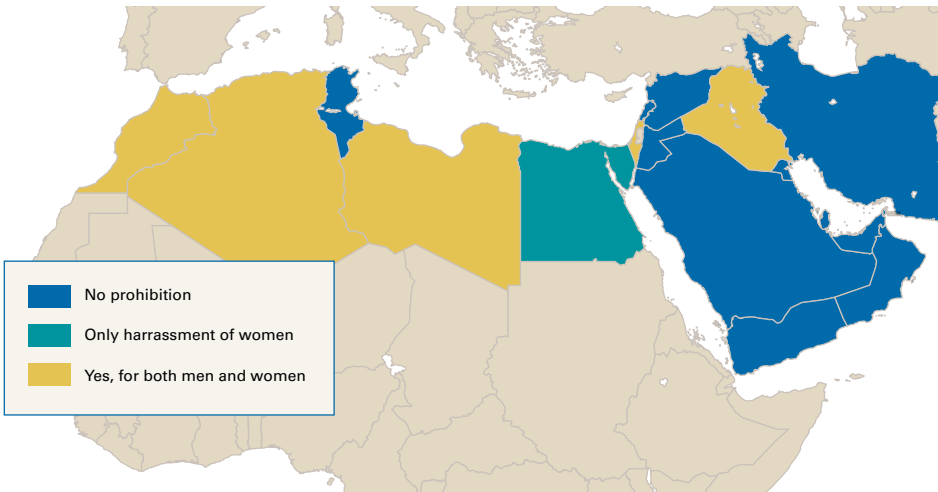 No prohibition
Only harrassment of women
Yes, for both men and women